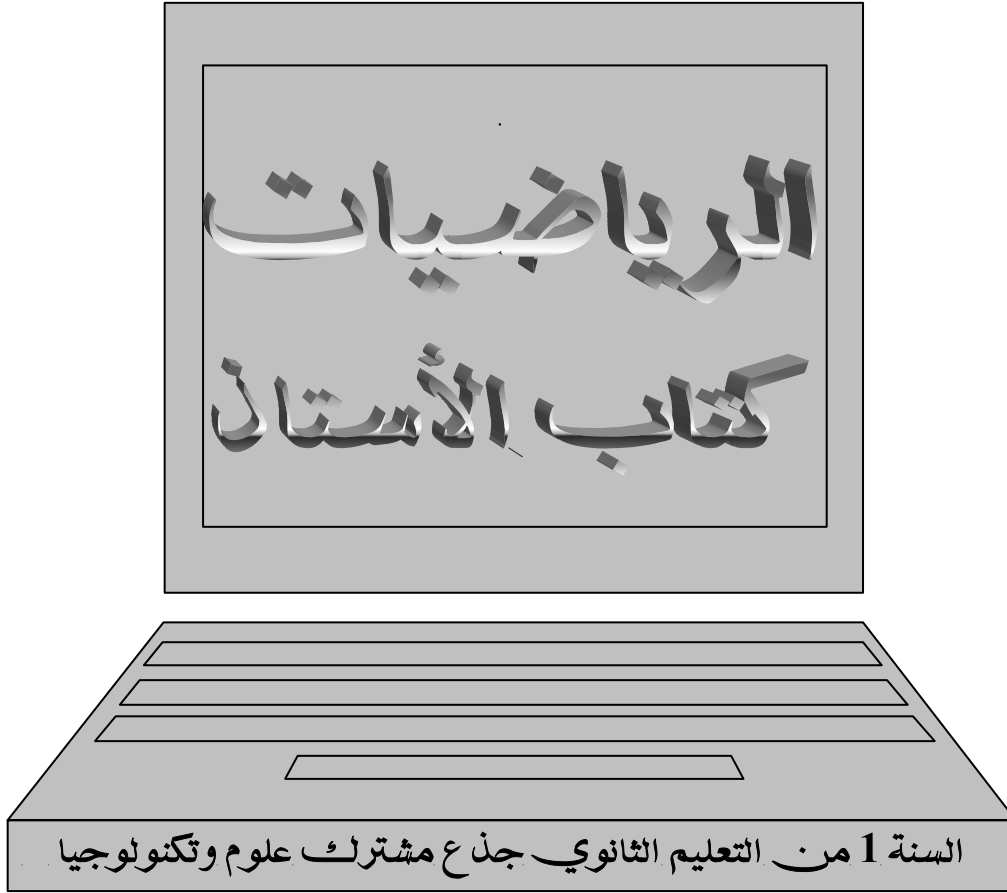 الرياضيات
كتاب الأستاذ
السنة 1 من التعليم الثانوي جذع مشترك علوم وتكنولوجيا